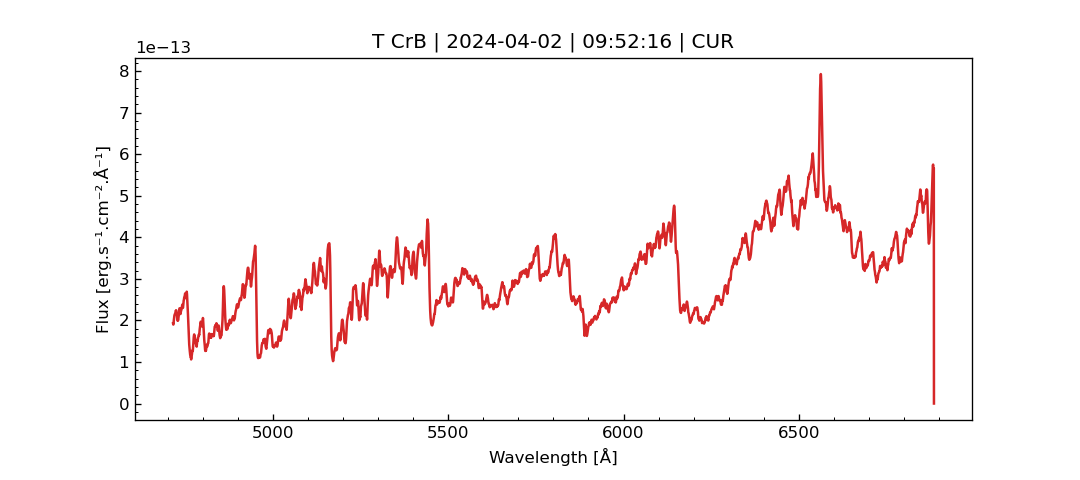 T CrB | 2024-04-02 | 09:52:16 | CUR
1e−13
8
7
6
5
4
3
2
1
0
Flux [erg.s⁻¹.cm⁻².Å⁻¹]
5000 5500 6000 6500
Wavelength [Å]